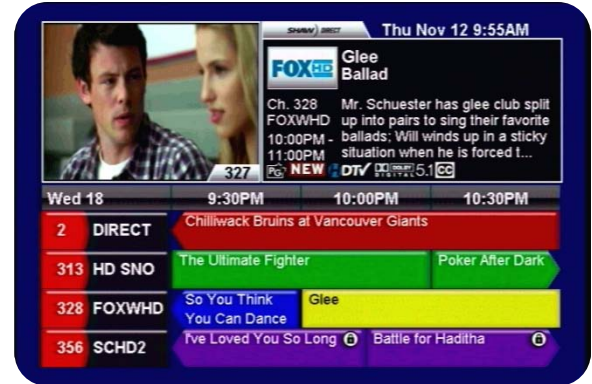 SHAW) DIRECT
Thu Nov 12 9:55AM
FOX HD
Glee
Ballad
Ch. 328
FOXWHD
10:00PM -
11:00PM
Mr. Schuester has glee club split
up into pairs to sing their favorite
ballads; Will winds up in a sticky
situation when he is forced t...
327
PG NEW DTV DOLBY DIGITAL 5.1 CC
Wed 18 9:30PM 10:00PM 10:30PM
2 DIRECT Chilliwack Bruins at Vancouver Giants
313 HD SNO The Ultimate Fighter Poker After Dark
328 FOXWHD So You Think
You Can Dance Glee
356 SCHD2 I've Loved You So Long Battle for Haditha